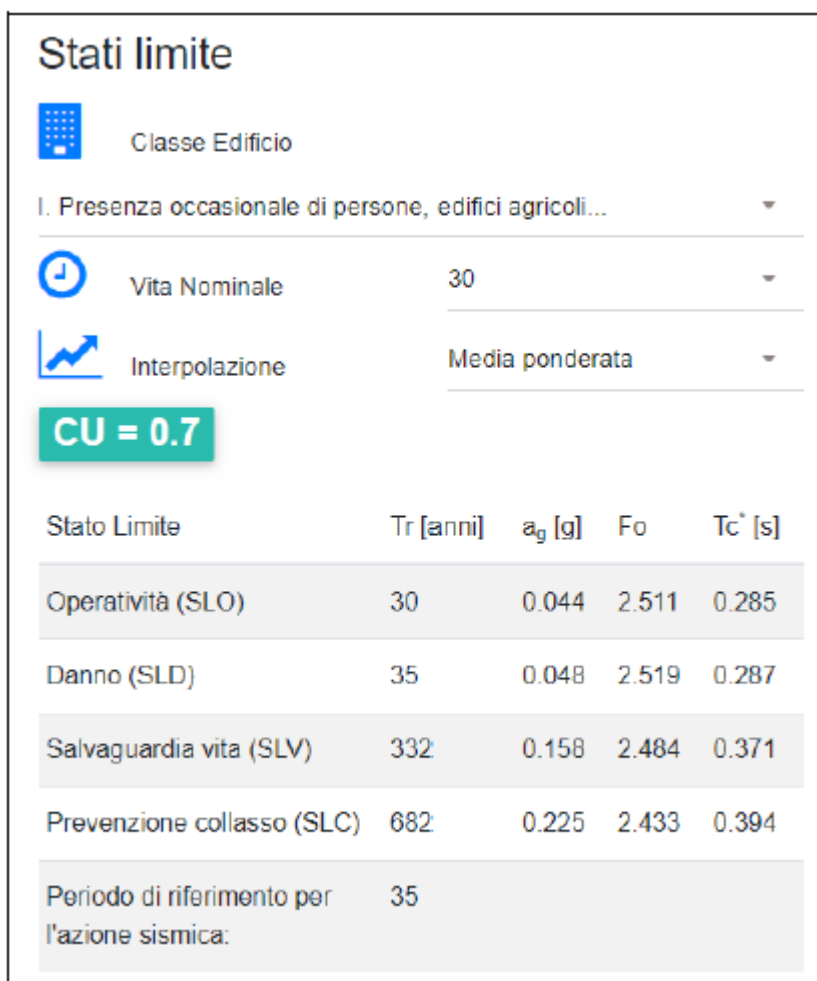 Stati limite
Classe Edificio
I. Presenza occasionale di persone, edifici agricoli...
Vita Nominale 30
Interpolazione Media ponderata
CU = 0.7
Stato Limite Tr [anni] ag [g] Fo Tc* [s]
Operatività (SLO) 30 0.044 2.511 0.285
Danno (SLD) 35 0.048 2.519 0.287
Salvaguardia vita (SLV) 332 0.158 2.484 0.371
Prevenzione collasso (SLC) 682 0.225 2.433 0.394
Periodo di riferimento per 35
l'azione sismica: